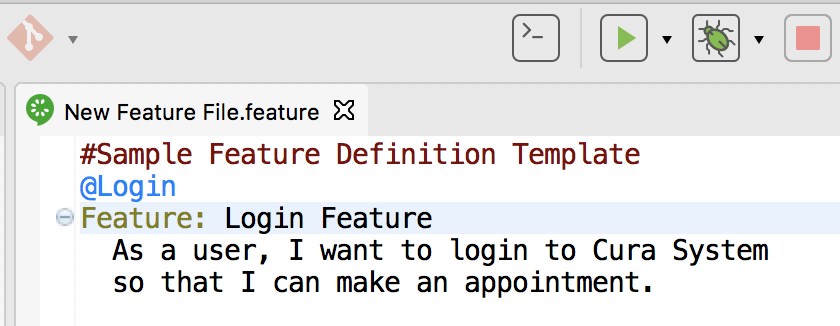 New Feature File.feature
#Sample Feature Definition Template
@Login
Feature: Login Feature
As a user, I want to login to Cura System
so that I can make an appointment.